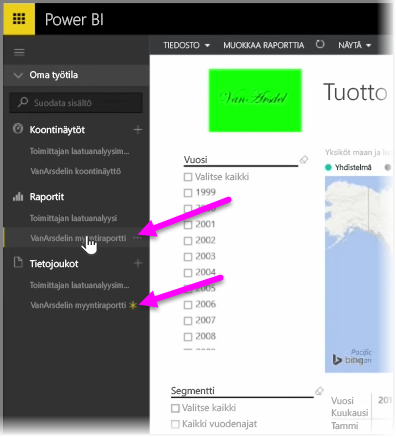 Power BI
TIEDOSTO MUOKKAA RAPORTTIA NÄYTÄ
Oma työtila
Suodata sisältö
Koontinäytöt
Toimittajan laatuanalyysim...
VanArsdelin koontinäyttö
Raportit
Toimittajan laatuanalyysi
VanArsdelin myyntiraportti ...
Tietojoukot
Toimittajan laatuanalyysim...
VanArsdelin myyntiraportti
VanArsdel
Tuotto
Yksiköt maan ja
Yhdistelmä
Vuosi
Valitse kaikki
1999
2001
2002
2003
2004
2005
2006
2007
2008
bing
Pacific
Segmentti
Valitse kaikki
Kaikki vuodenajat
Vuosi 201
Kuukausi
Tammi